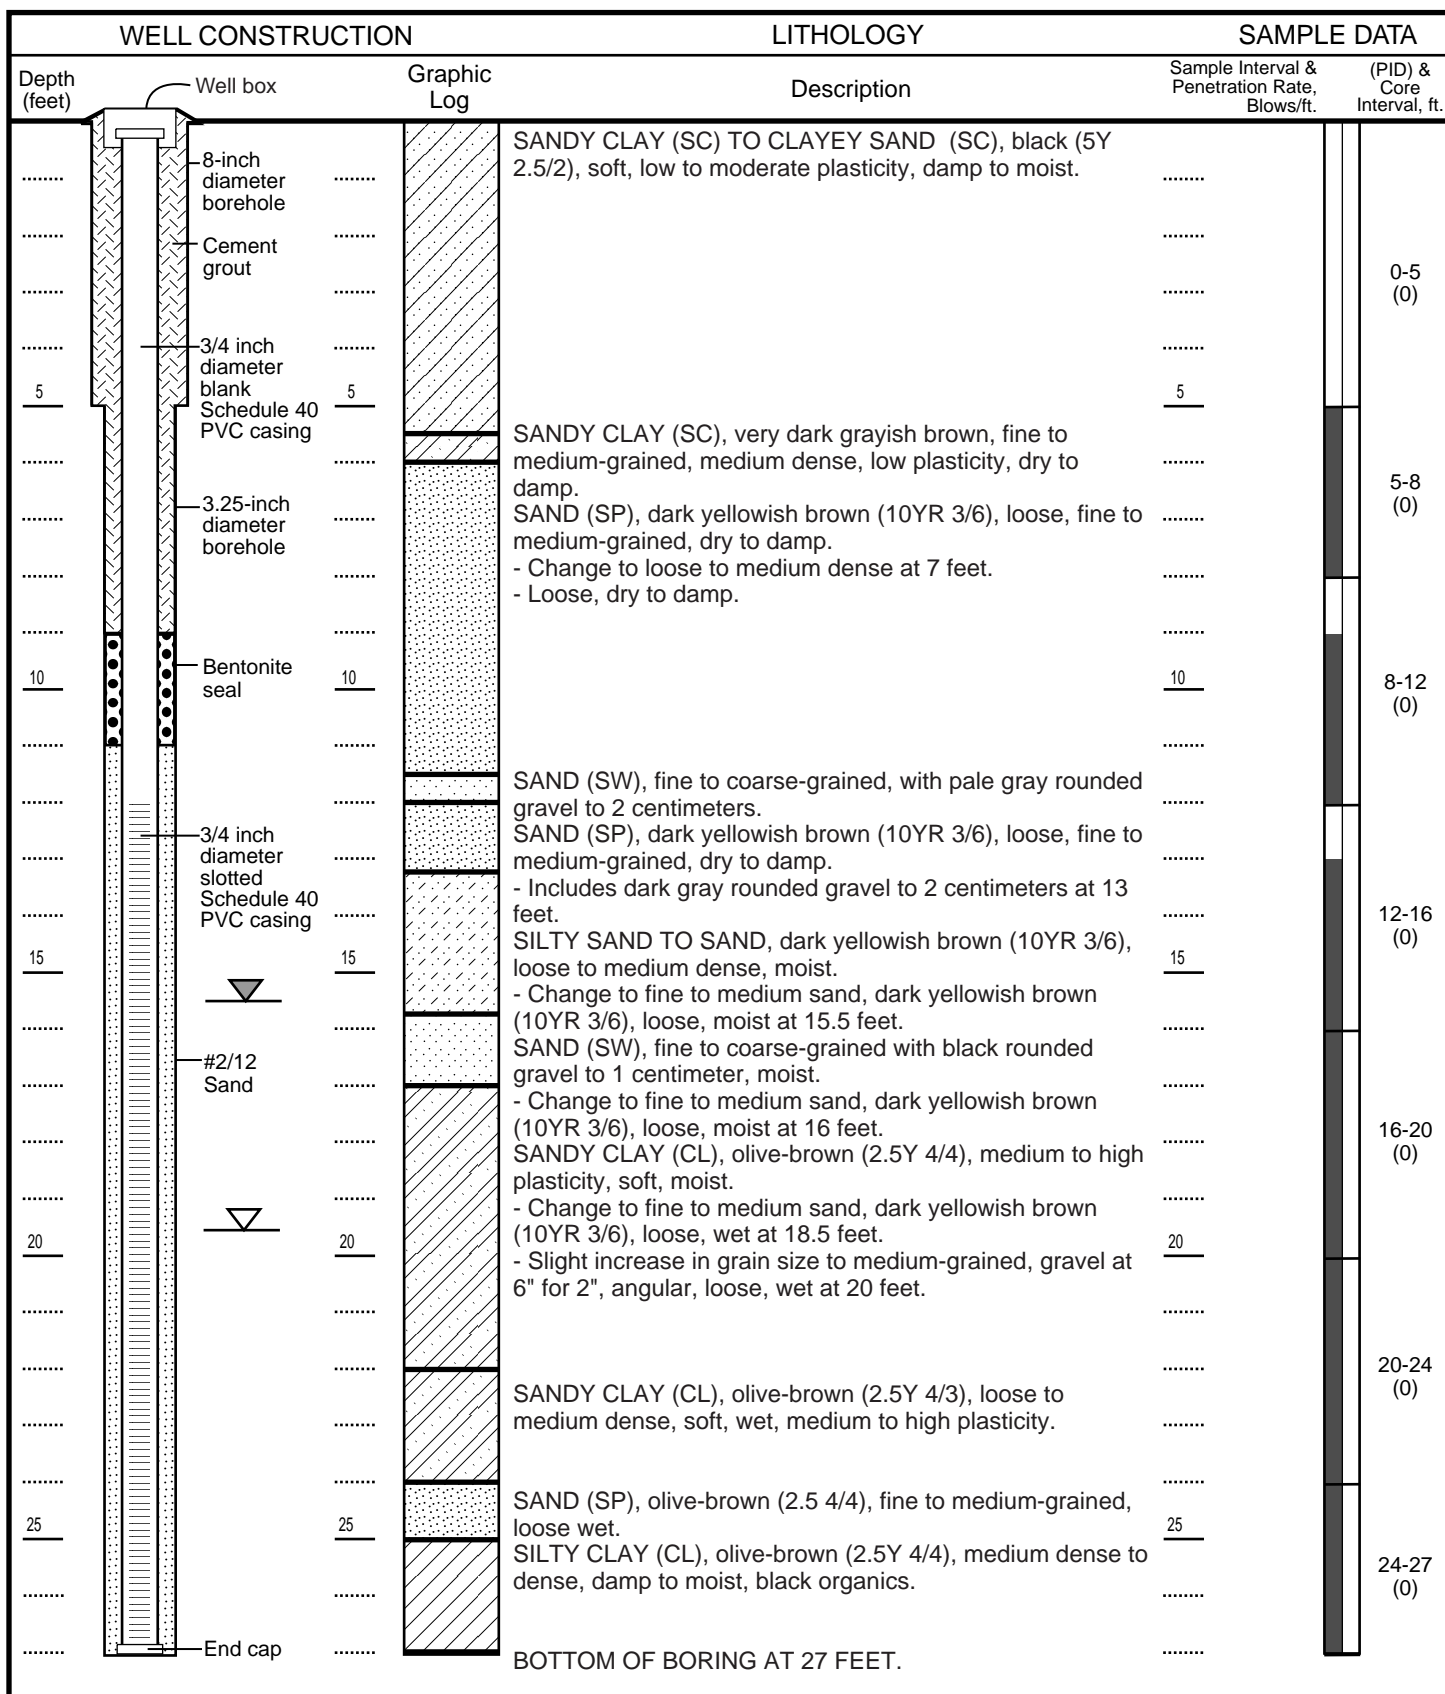 WELL CONSTRUCTION
LITHOLOGY
SAMPLE DATA
Depth
(feet)
Well box
Graphic
Log
Description
Sample Interval &
Penetration Rate,
Blows/ft.
(PID) &
Core
Interval, ft.
8-inch
diameter
borehole
Cement
grout
3/4 inch
diameter
blank
Schedule 40
PVC casing
3.25-inch
diameter
borehole
Bentonite
seal
3/4 inch
diameter
slotted
Schedule 40
PVC casing
#2/12
Sand
End cap
5
10
15
20
25
5
10
15
20
25
SANDY CLAY (SC) TO CLAYEY SAND (SC), black (5Y
2.5/2), soft, low to moderate plasticity, damp to moist.
SANDY CLAY (SC), very dark grayish brown, fine to
medium-grained, medium dense, low plasticity, dry to
damp.
SAND (SP), dark yellowish brown (10YR 3/6), loose, fine to
medium-grained, dry to damp.
- Change to loose to medium dense at 7 feet.
- Loose, dry to damp.
SAND (SW), fine to coarse-grained, with pale gray rounded
gravel to 2 centimeters.
SAND (SP), dark yellowish brown (10YR 3/6), loose, fine to
medium-grained, dry to damp.
- Includes dark gray rounded gravel to 2 centimeters at 13
feet.
SILTY SAND TO SAND, dark yellowish brown (10YR 3/6),
loose to medium dense, moist.
- Change to fine to medium sand, dark yellowish brown
(10YR 3/6), loose, moist at 15.5 feet.
SAND (SW), fine to coarse-grained with black rounded
gravel to 1 centimeter, moist.
- Change to fine to medium sand, dark yellowish brown
(10YR 3/6), loose, moist at 16 feet.
SANDY CLAY (CL), olive-brown (2.5Y 4/4), medium to high
plasticity, soft, moist.
- Change to fine to medium sand, dark yellowish brown
(10YR 3/6), loose, wet at 18.5 feet.
- Slight increase in grain size to medium-grained, gravel at
6" for 2", angular, loose, wet at 20 feet.
SANDY CLAY (CL), olive-brown (2.5Y 4/3), loose to
medium dense, soft, wet, medium to high plasticity.
SAND (SP), olive-brown (2.5 4/4), fine to medium-grained,
loose wet.
SILTY CLAY (CL), olive-brown (2.5Y 4/4), medium dense to
dense, damp to moist, black organics.
BOTTOM OF BORING AT 27 FEET.
5
10
15
20
25
0-5
(0)
5-8
(0)
8-12
(0)
12-16
(0)
16-20
(0)
20-24
(0)
24-27
(0)